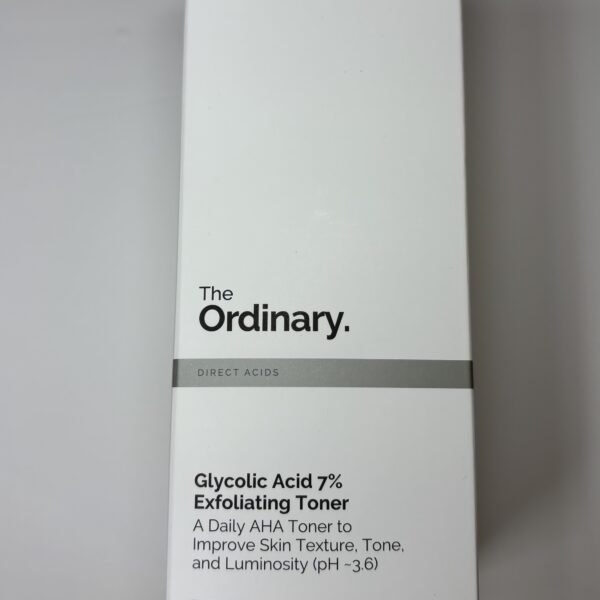 The
Ordinary.
DIRECT ACIDS
Glycolic Acid 7%
Exfoliating Toner
A Daily AHA Toner to
Improve Skin Texture, Tone,
and Luminosity (pH ~3.6)